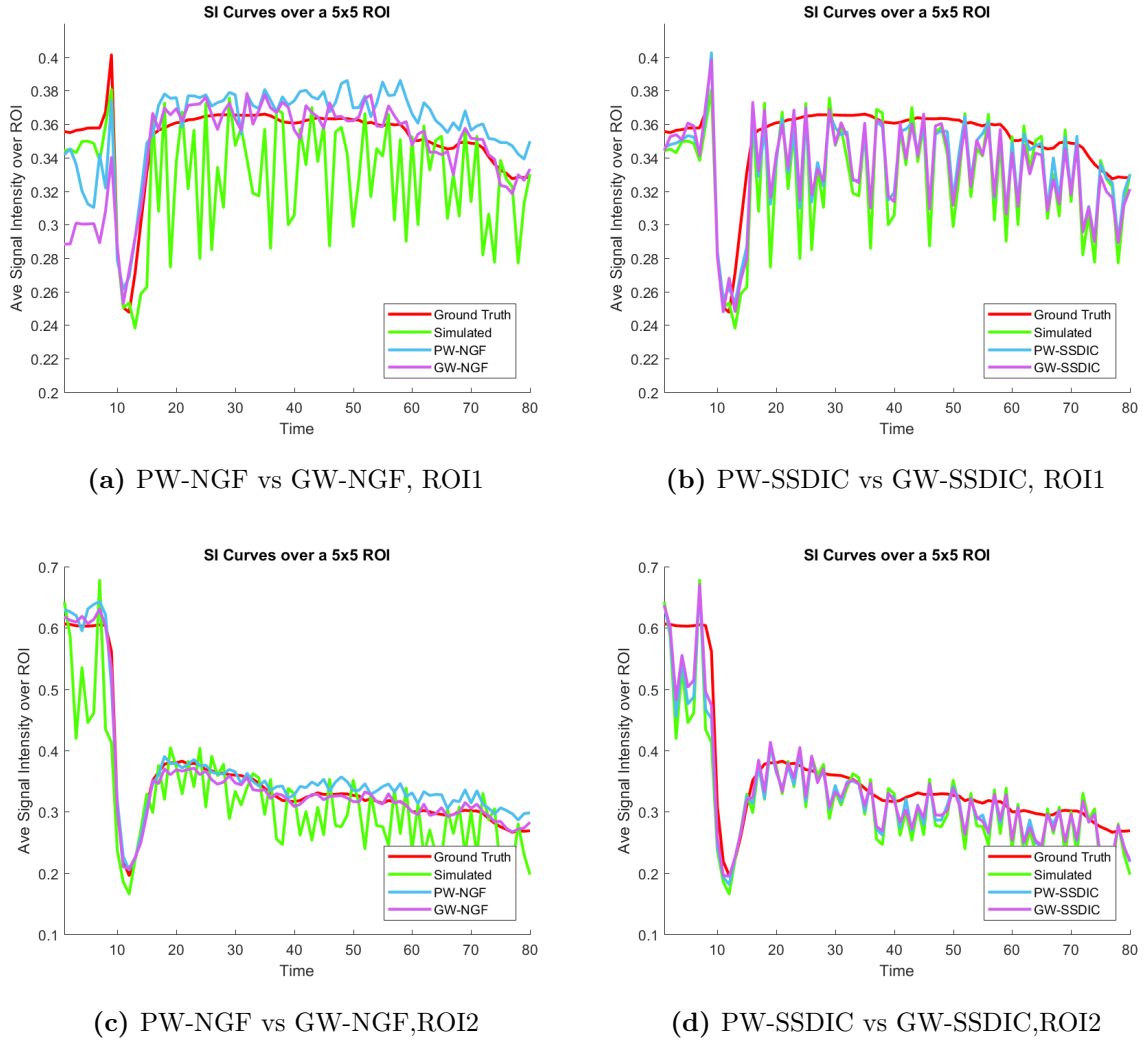 SI Curves over a 5x5 ROI
Ave Signal Intensity over ROI
0.4
0.38
0.36
0.34
0.32
0.3
0.28
0.26
0.24
0.22
0.2
10 20 30 40 50 60 70 80
Time
Ground Truth
Simulated
PW-NGF
GW-NGF
(a) PW-NGF vs GW-NGF, ROI1
SI Curves over a 5x5 ROI
Ave Signal Intensity over ROI
0.4
0.38
0.36
0.34
0.32
0.3
0.28
0.26
0.24
0.22
0.2
10 20 30 40 50 60 70 80
Time
Ground Truth
Simulated
PW-SSDIC
GW-SSDIC
(b) PW-SSDIC vs GW-SSDIC, ROI1
SI Curves over a 5x5 ROI
Ave Signal Intensity over ROI
0.7
0.6
0.5
0.4
0.3
0.2
0.1
10 20 30 40 50 60 70 80
Time
Ground Truth
Simulated
PW-NGF
GW-NGF
(c) PW-NGF vs GW-NGF,ROI2
SI Curves over a 5x5 ROI
Ave Signal Intensity over ROI
0.7
0.6
0.5
0.4
0.3
0.2
0.1
10 20 30 40 50 60 70 80
Time
Ground Truth
Simulated
PW-SSDIC
GW-SSDIC
(d) PW-SSDIC vs GW-SSDIC,ROI2